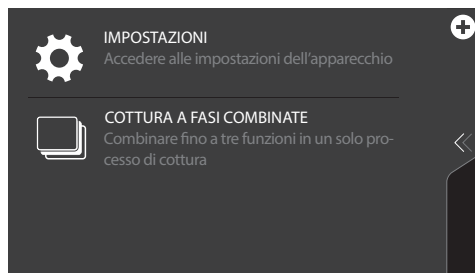 IMPOSTAZIONI
Accedere alle impostazioni dell'apparecchio
COTTURA A FASI COMBINATE
Combinare fino a tre funzioni in un solo pro-
cesso di cottura